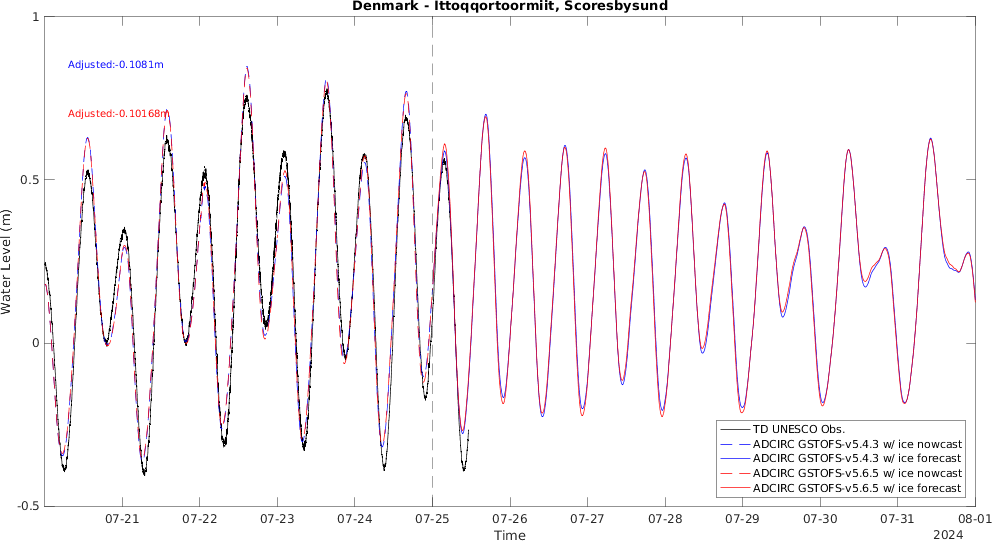 Denmark - Ittoqqortoormiit, Scoresbysund
1
Adjusted:-0.1081m
Adjusted:-0.10168m
0.5
Water Level (m)
0
-0.5
TD UNESCO Obs.
ADCIRC GSTOFS-v5.4.3 w/ ice nowcast
ADCIRC GSTOFS-v5.4.3 w/ ice forecast
ADCIRC GSTOFS-v5.6.5 w/ ice nowcast
ADCIRC GSTOFS-v5.6.5 w/ ice forecast
07-21 07-22 07-23 07-24 07-25 07-26 07-27 07-28 07-29 07-30 07-31 08-01
Time
2024